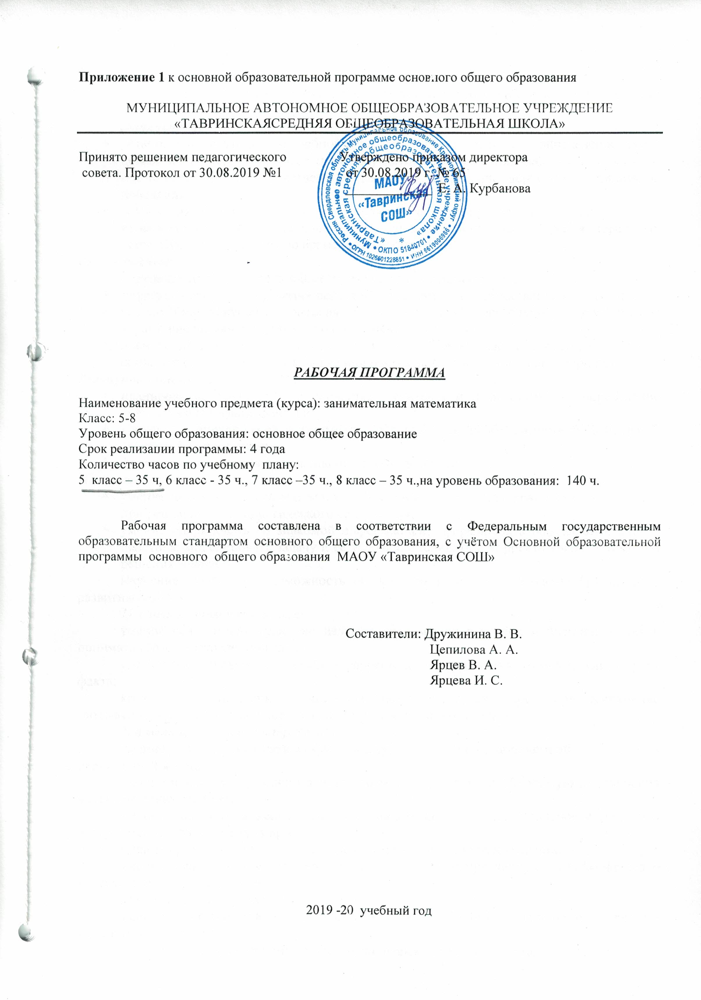 Приложение 1 к основной образовательной программе основного общего образования
МУНИЦИПАЛЬНОЕ АВТОНОМНОЕ ОБЩЕОБРАЗОВАТЕЛЬНОЕ УЧРЕЖДЕНИЕ
«ТАВРИНСКАЯСРЕДНЯЯ ОБЩЕОБРАЗОВАТЕЛЬНАЯ ШКОЛА»
Принято решением педагогического
совета. Протокол от 30.08.2019 №1
Утверждено приказом директора
от 30.08.2019 г. № 65
Е. А. Курбанова
Россия Свердловская область Муниципальное образование Красноуфимский округ • ИНН 6619006986 • ОГРН 1026601228851 •
Муниципальное автономное общеобразовательное учреждение • ОКПО 51840701 •
«Тавринская средняя общеобразовательная школа» *
МАОУ
«Тавринская
СОШ»
РАБОЧАЯ ПРОГРАММА
Наименование учебного предмета (курса): занимательная математика
Класс: 5-8
Уровень общего образования: основное общее образование
Срок реализации программы: 4 года
Количество часов по учебному плану:
5 класс – 35 ч, 6 класс - 35 ч., 7 класс –35 ч., 8 класс – 35 ч.,на уровень образования: 140 ч.
Рабочая программа составлена в соответствии с Федеральным государственным
образовательным стандартом основного общего образования, с учётом Основной образовательной
программы основного общего образования МАОУ «Тавринская СОШ»
Составители: Дружинина В. В.
Цепилова А. А.
Ярцев В. А.
Ярцева И. С.
2019 -20 учебный год